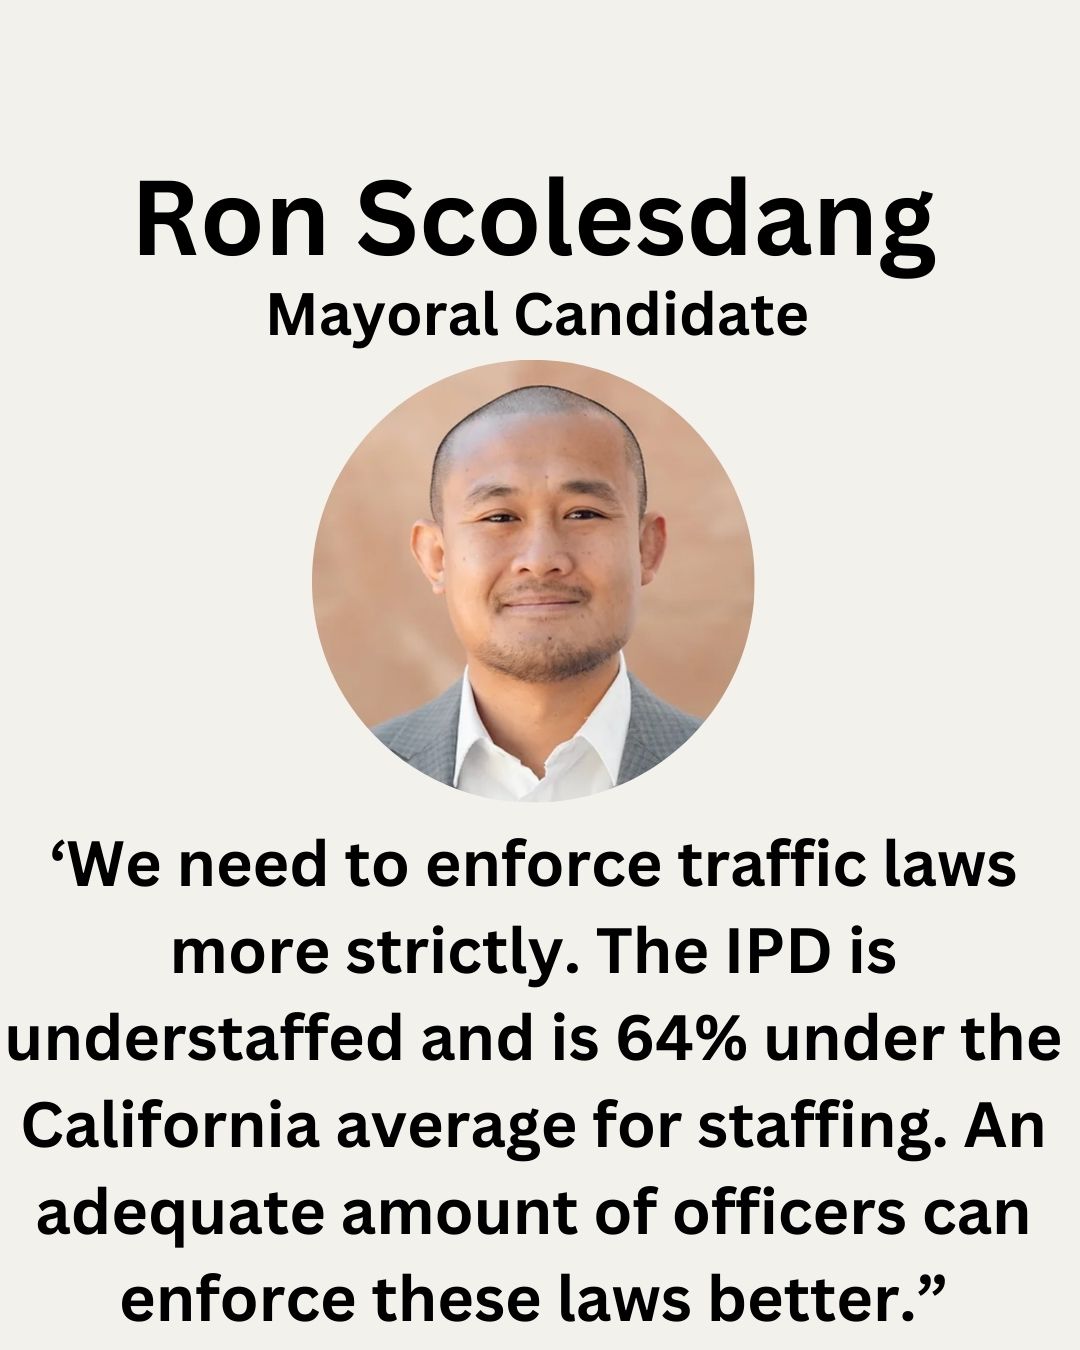 Ron Scolesdang
Mayoral Candidate
‘We need to enforce traffic laws
more strictly. The IPD is
understaffed and is 64% under the
California average for staffing. An
adequate amount of officers can
enforce these laws better.”